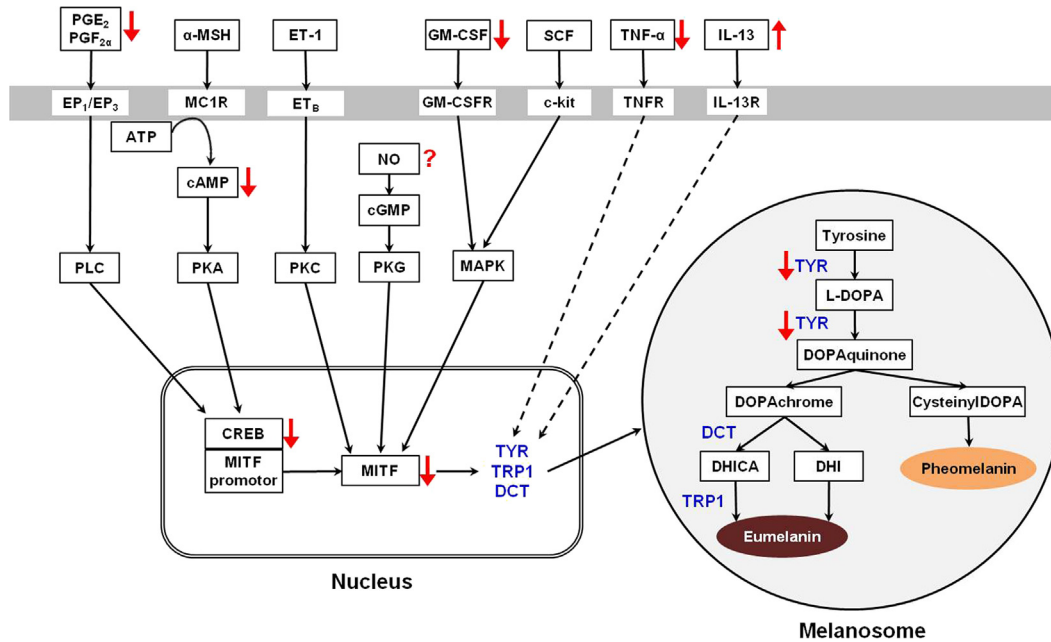 PGE₂
PGF₂α
α-MSH
ET-1
GM-CSF
SCF
TNF-α
IL-13
EP₁/EP₃
MC1R
ET_B
GM-CSFR
c-kit
TNFR
IL-13R
ATP
NO
?
cAMP
cGMP
PLC
PKA
PKC
PKG
MAPK
CREB
MITF
promotor
MITF
TYR
TRP1
DCT
Nucleus
Tyrosine
TYR
L-DOPA
TYR
DOPAquinone
DOPAchrome
CysteinylDOPA
DCT
DHICA
DHI
Pheomelanin
TRP1
Eumelanin
Melanosome